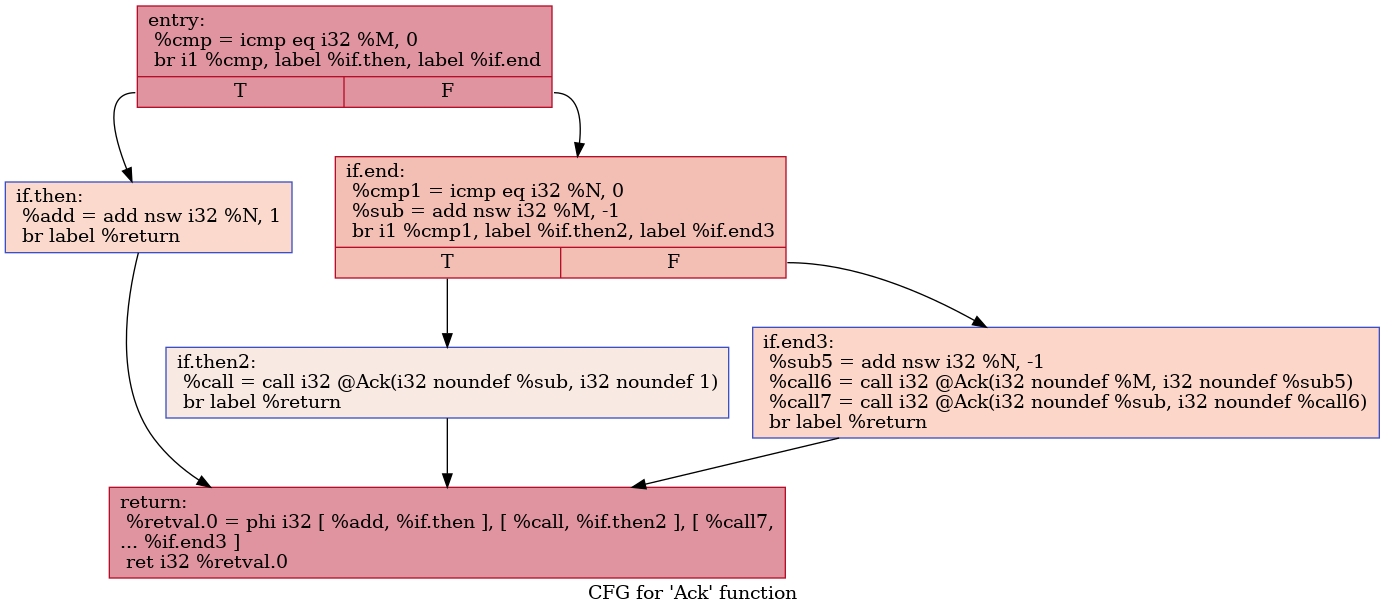 entry:
%cmp = icmp eq i32 %M, 0
br i1 %cmp, label %if.then, label %if.end
T
F
if.then:
%add = add nsw i32 %N, 1
br label %return
if.end:
%cmp1 = icmp eq i32 %N, 0
%sub = add nsw i32 %M, -1
br i1 %cmp1, label %if.then2, label %if.end3
T
F
if.then2:
%call = call i32 @Ack(i32 noundef %sub, i32 noundef 1)
br label %return
if.end3:
%sub5 = add nsw i32 %N, -1
%call6 = call i32 @Ack(i32 noundef %M, i32 noundef %sub5)
%call7 = call i32 @Ack(i32 noundef %sub, i32 noundef %call6)
br label %return
return:
%retval.0 = phi i32 [ %add, %if.then ], [ %call, %if.then2 ], [ %call7,
... %if.end3 ]
ret i32 %retval.0
CFG for 'Ack' function